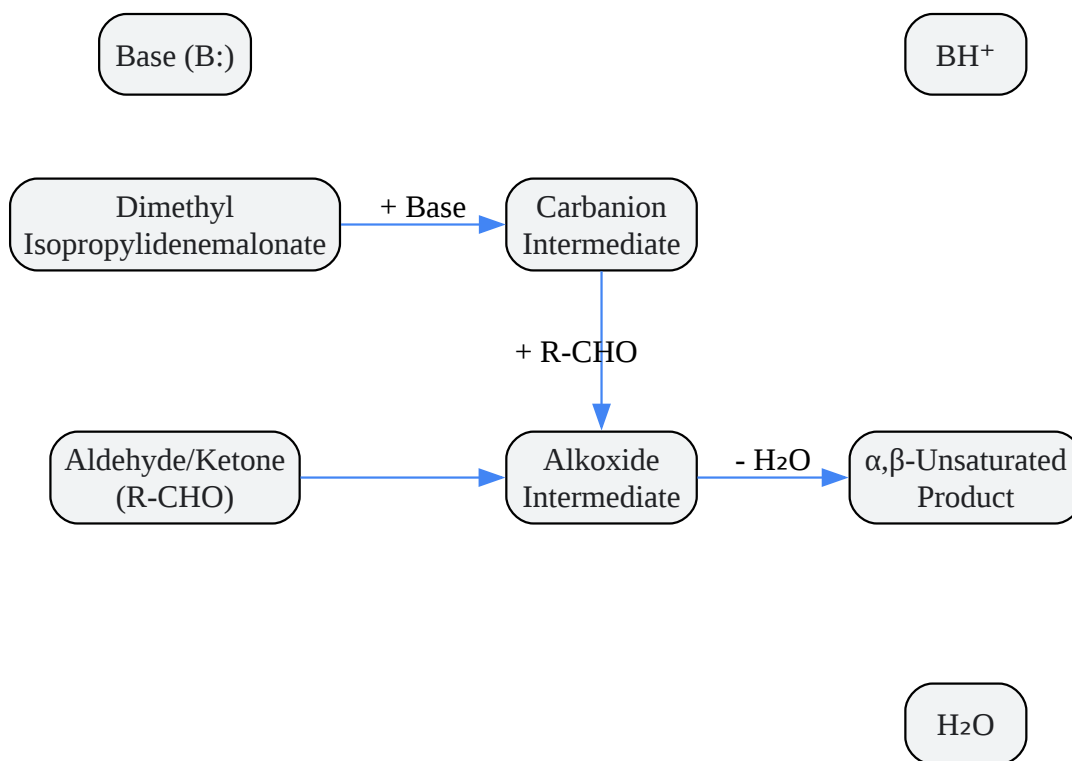 Base (B:)
BH⁺
Dimethyl
Isopropylidenemalonate
+ Base
Carbanion
Intermediate
+ R-CHO
Aldehyde/Ketone
(R-CHO)
Alkoxide
Intermediate
- H₂O
α,β-Unsaturated
Product
H₂O